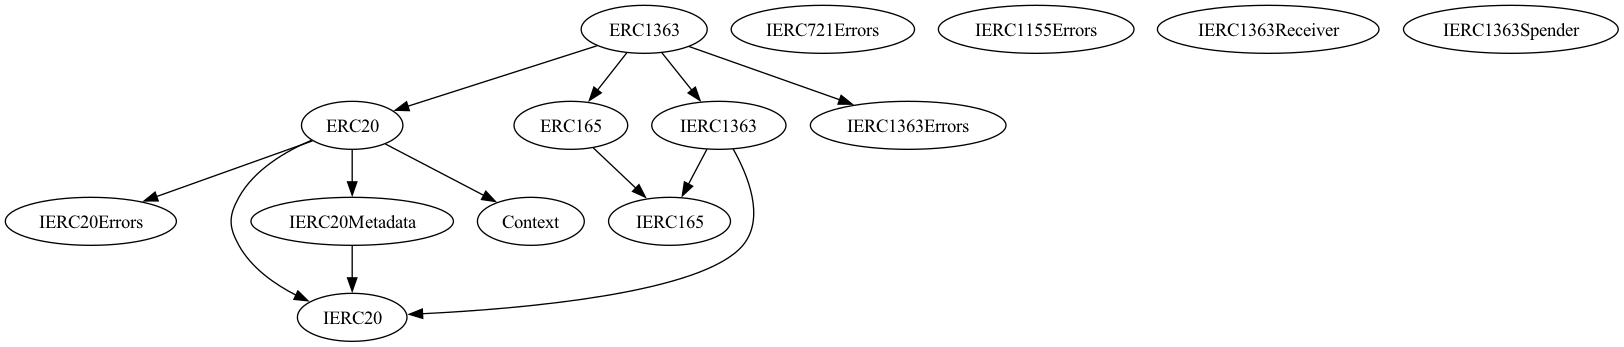 ERC1363
IERC721Errors
IERC1155Errors
IERC1363Receiver
IERC1363Spender
ERC20
ERC165
IERC1363
IERC1363Errors
IERC20Errors
IERC20Metadata
Context
IERC165
IERC20